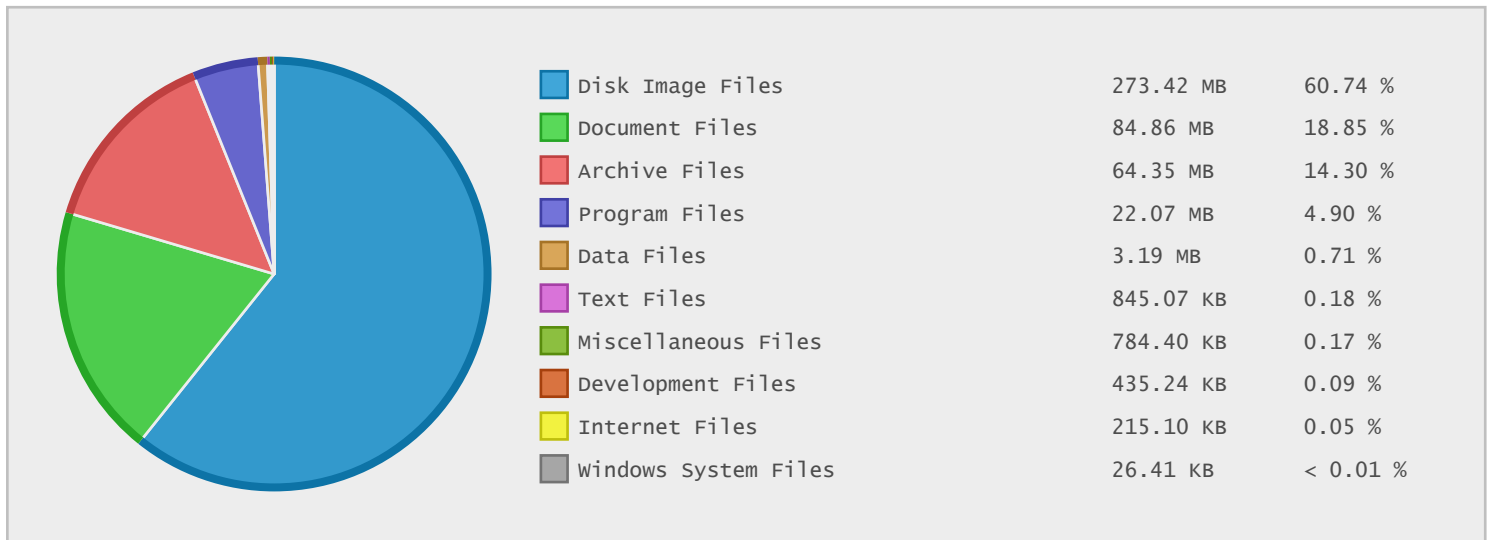 Disk Image Files 273.42 MB 60.74 %
Document Files 84.86 MB 18.85 %
Archive Files 64.35 MB 14.30 %
Program Files 22.07 MB 4.90 %
Data Files 3.19 MB 0.71 %
Text Files 845.07 KB 0.18 %
Miscellaneous Files 784.40 KB 0.17 %
Development Files 435.24 KB 0.09 %
Internet Files 215.10 KB 0.05 %
Windows System Files 26.41 KB < 0.01 %